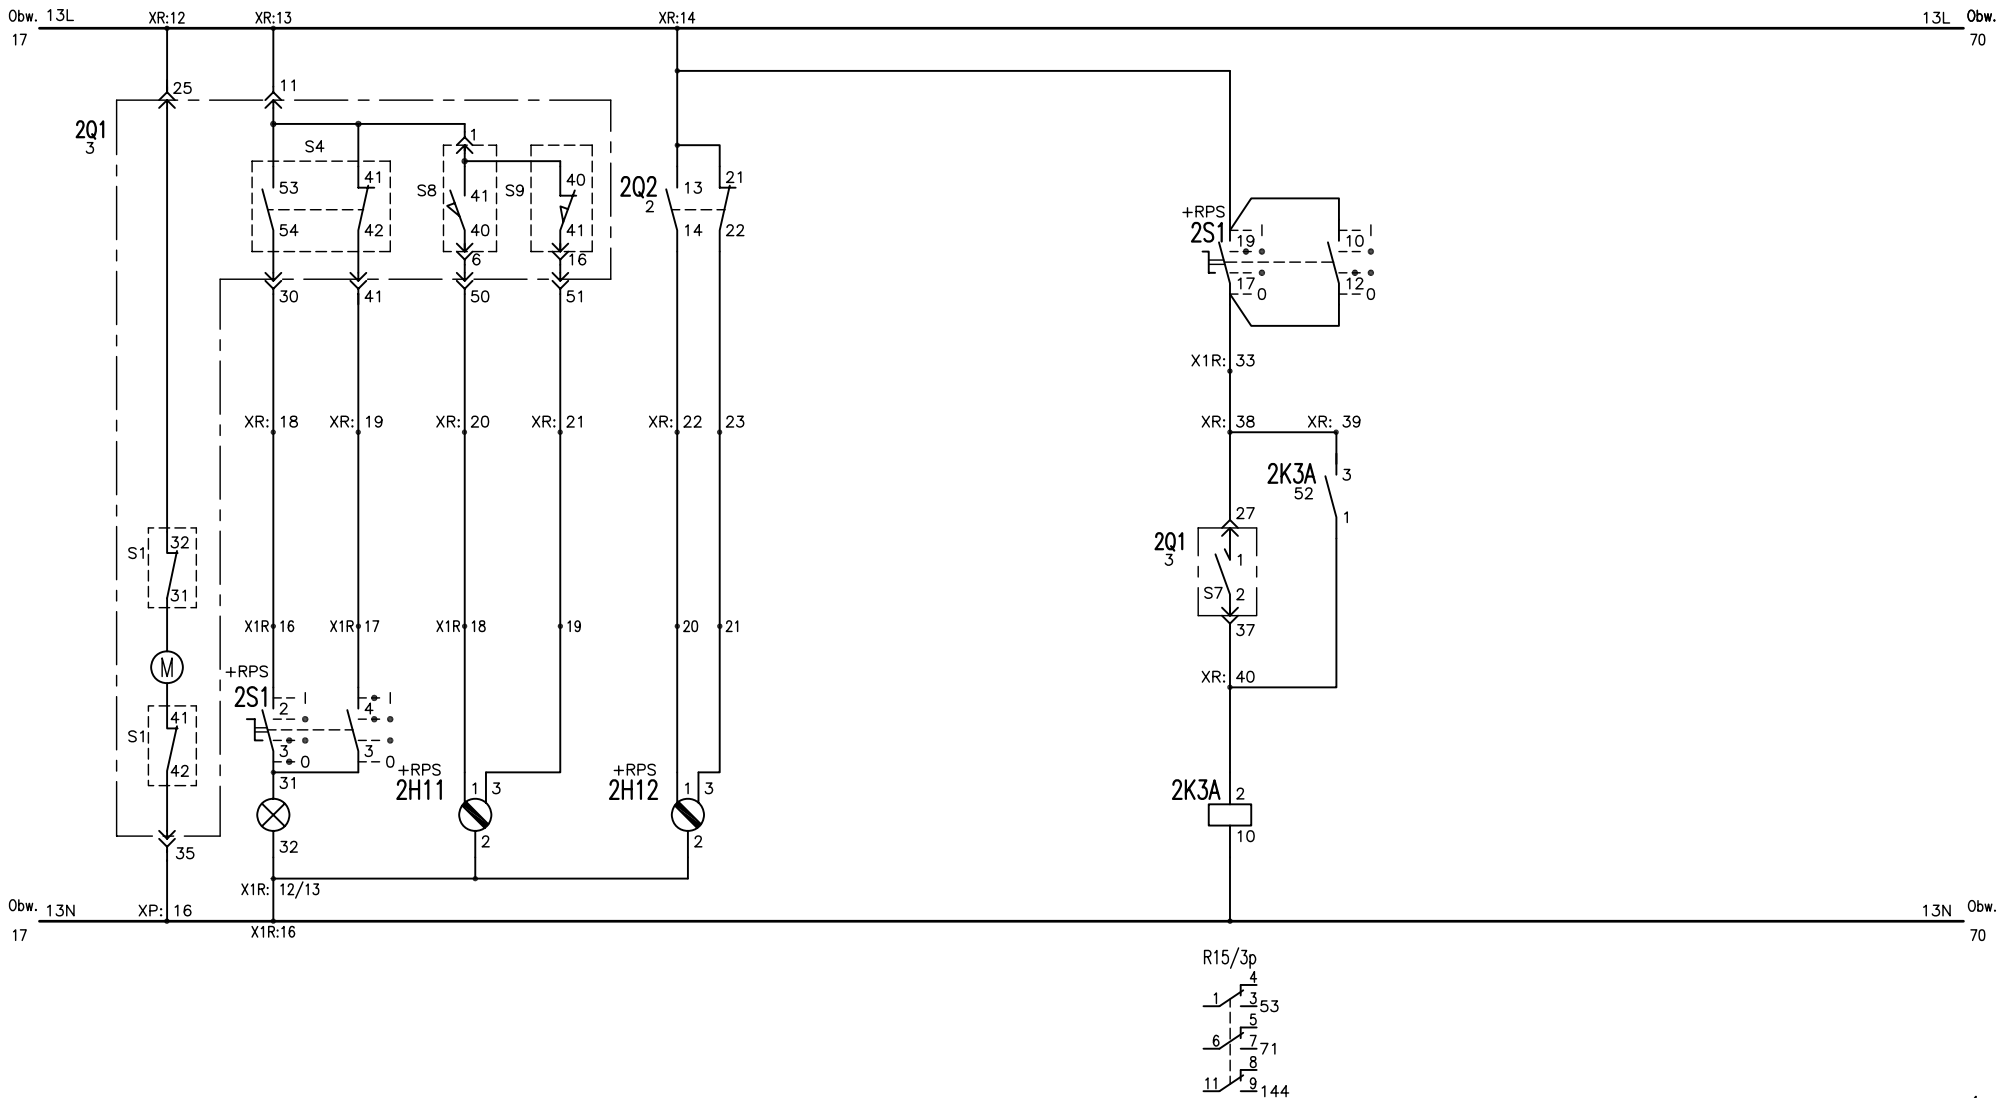 Obw. 13L XR:12 XR:13 XR:14 13L Obw.
17 70
25 11
2Q1
3
S4
1
53 41 S8 41 S9 40 2Q2 13 21
2
54 42 40 41 14 22
6 16
30 41 50 51
+RPS
2S1 19 I 10 I
17 0 12 0
X1R: 33
XR: 18 XR: 19 XR: 20 XR: 21 XR: 22 23 XR: 38 XR: 39
2K3A 3
52
1
27
2Q1
3
1
S7 2
37
S1 32
31
X1R 16 X1R 17 X1R 18 19 20 21
M
+RPS
2S1 2 I 4 I
3 0 3 0
XR: 40
S1 41
42
31
+RPS
2H11 1 3
2
+RPS
2H12 1 3
2
2K3A 2
10
32
35
X1R: 12/13
Obw. 13N XP: 16 13N Obw.
17 X1R:16 70
R15/3p
4
1 3 53
5
6 7 71
8
11 9 144